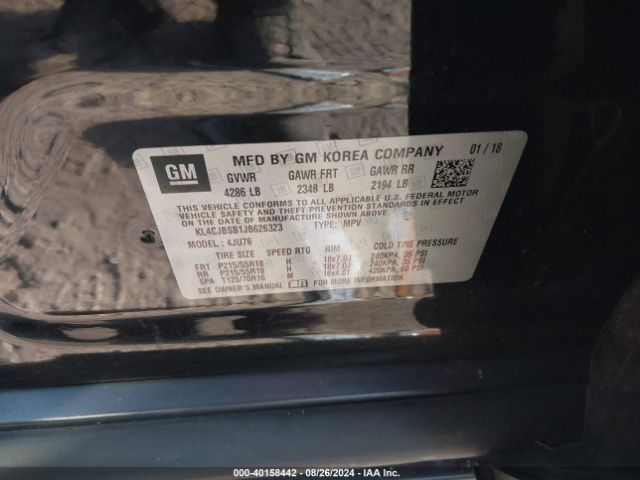 GM
MFD BY GM KOREA COMPANY 01 / 18
GVWR GAWR FRT GAWR RR
4286 LB 2348 LB 2194 LB
THIS VEHICLE CONFORMS TO ALL APPLICABLE U.S. FEDERAL MOTOR
VEHICLE SAFETY, BUMPER, AND THEFT PREVENTION STANDARDS IN EFFECT
ON THE DATE OF MANUFACTURE SHOWN ABOVE.
KL4CJBSB1JB626323 TYPE: MPV
MODEL: 4JU76
TIRE SIZE SPEED RTG RIM COLD TIRE PRESSURE
FRT P215/55R18 H 18x7.0J 240KPA, 35 PSI
RR P215/55R18 H 18x7.0J 240KPA, 35 PSI
SPA T125/70R16 M 16x4.0T 420KPA, 60 PSI
SEE OWNER'S MANUAL
000-40158442 - 08/26/2024 - Copart, Inc.